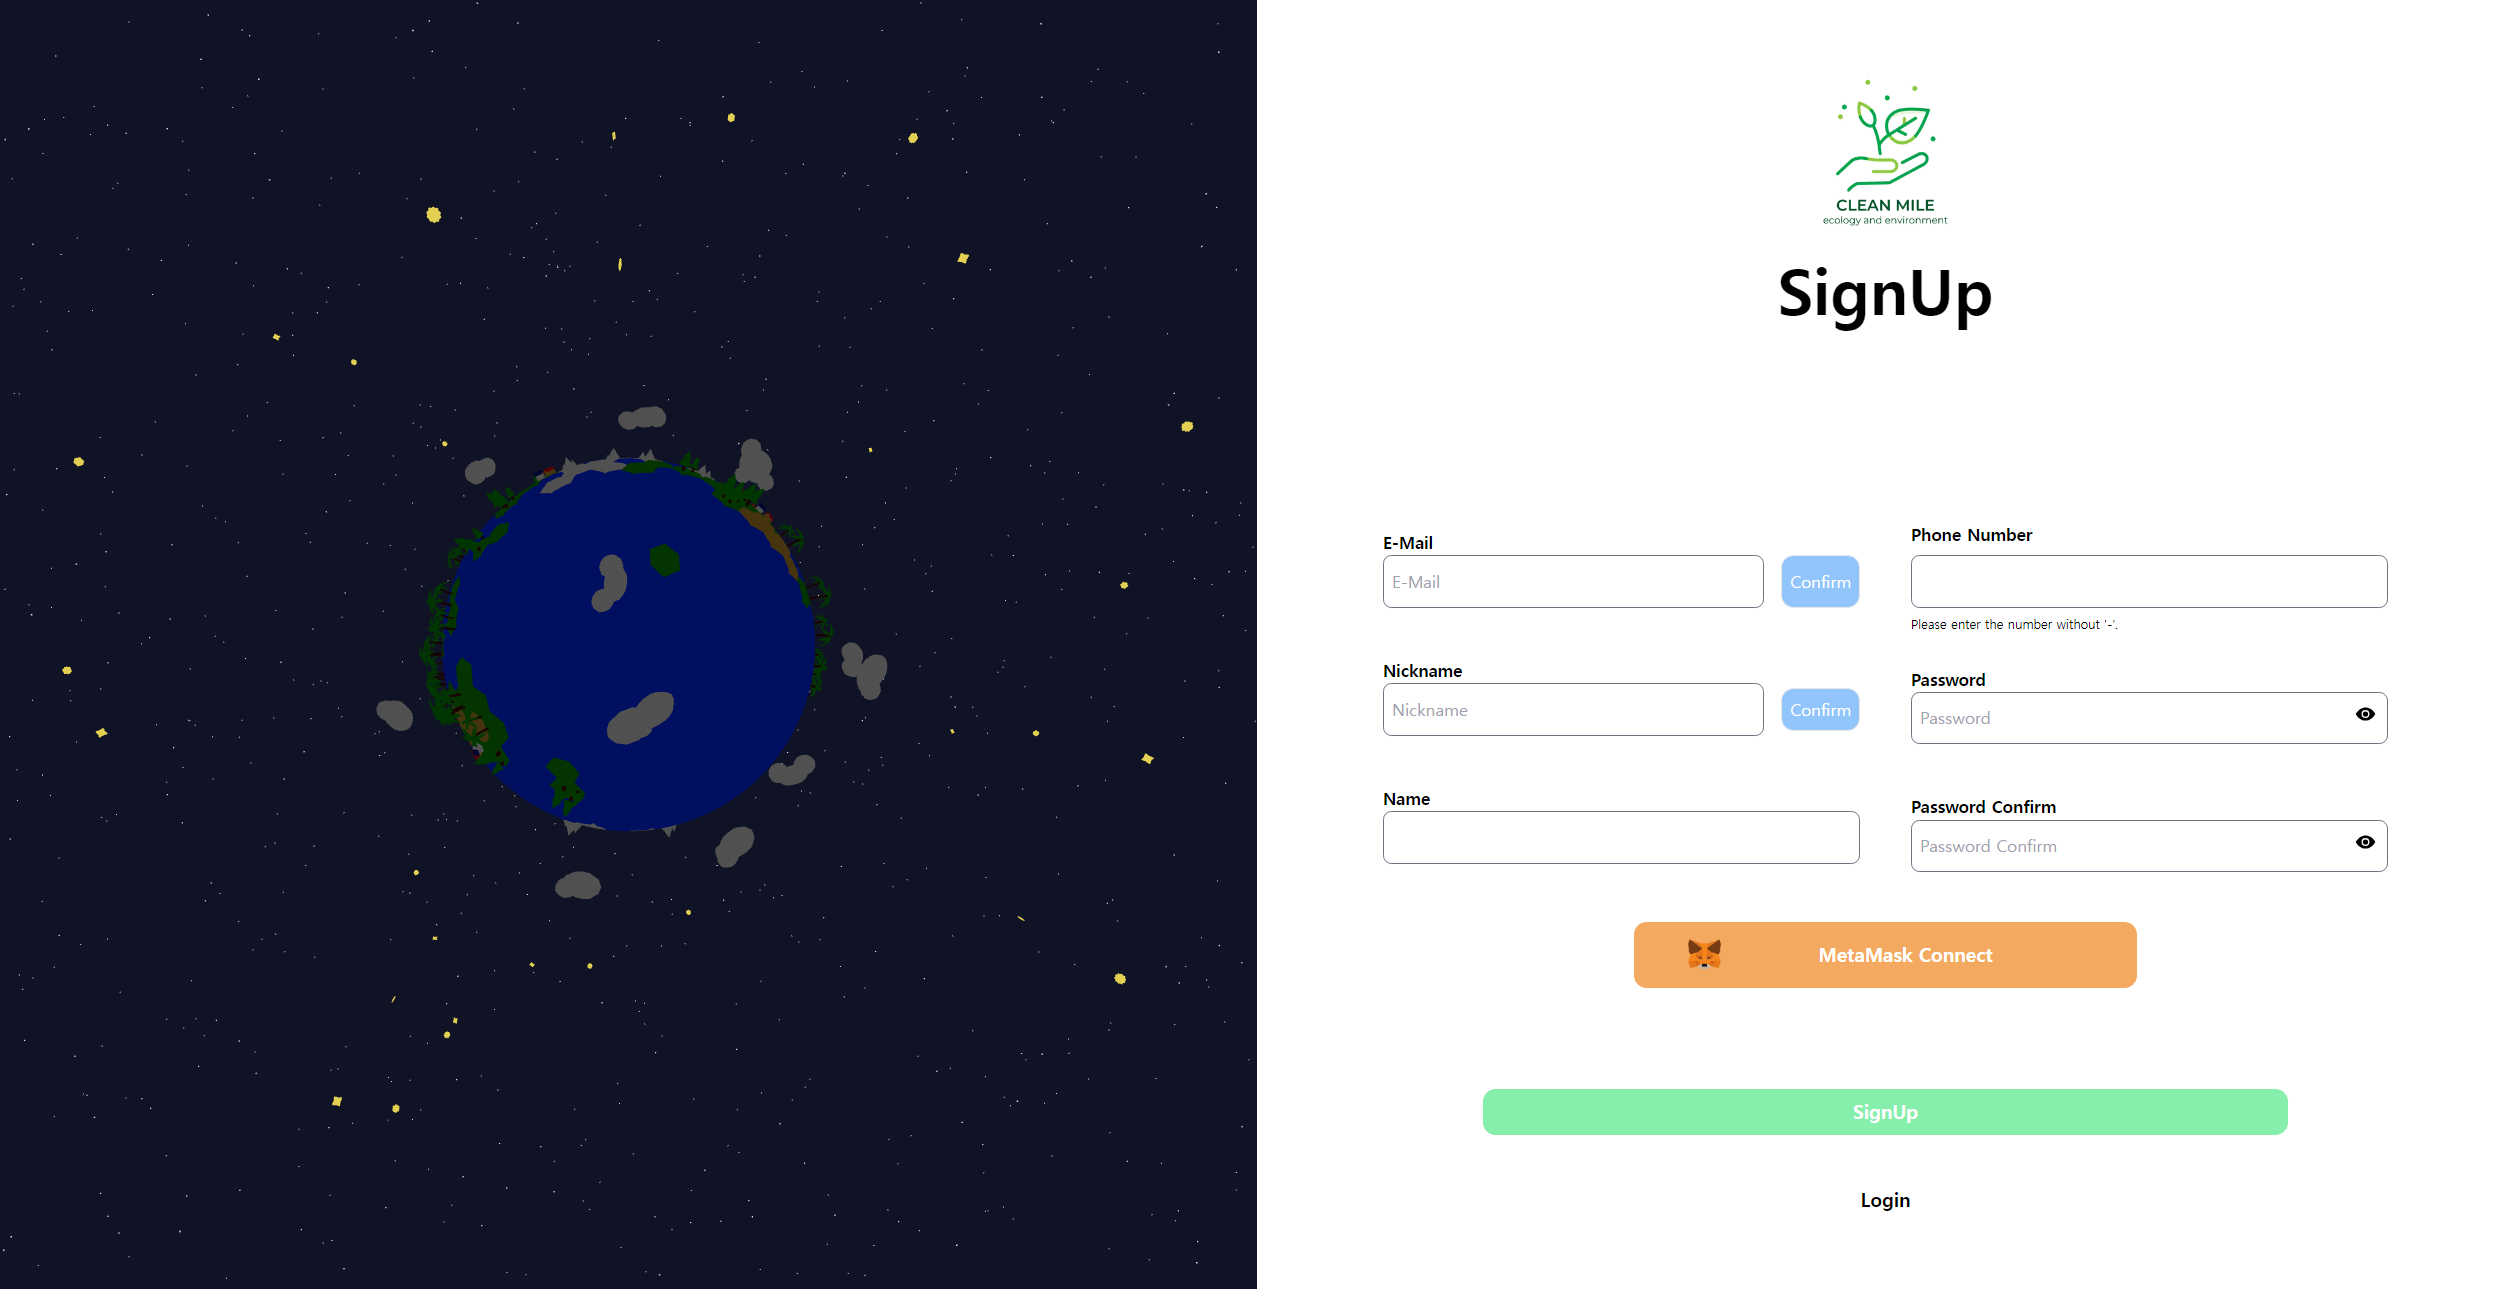 CLEAN MILE
ecology and environment
SignUp
E-Mail
E-Mail
Confirm
Nickname
Nickname
Confirm
Name
Phone Number
Please enter the number without '-'.
Password
Password
Password Confirm
Password Confirm
MetaMask Connect
SignUp
Login